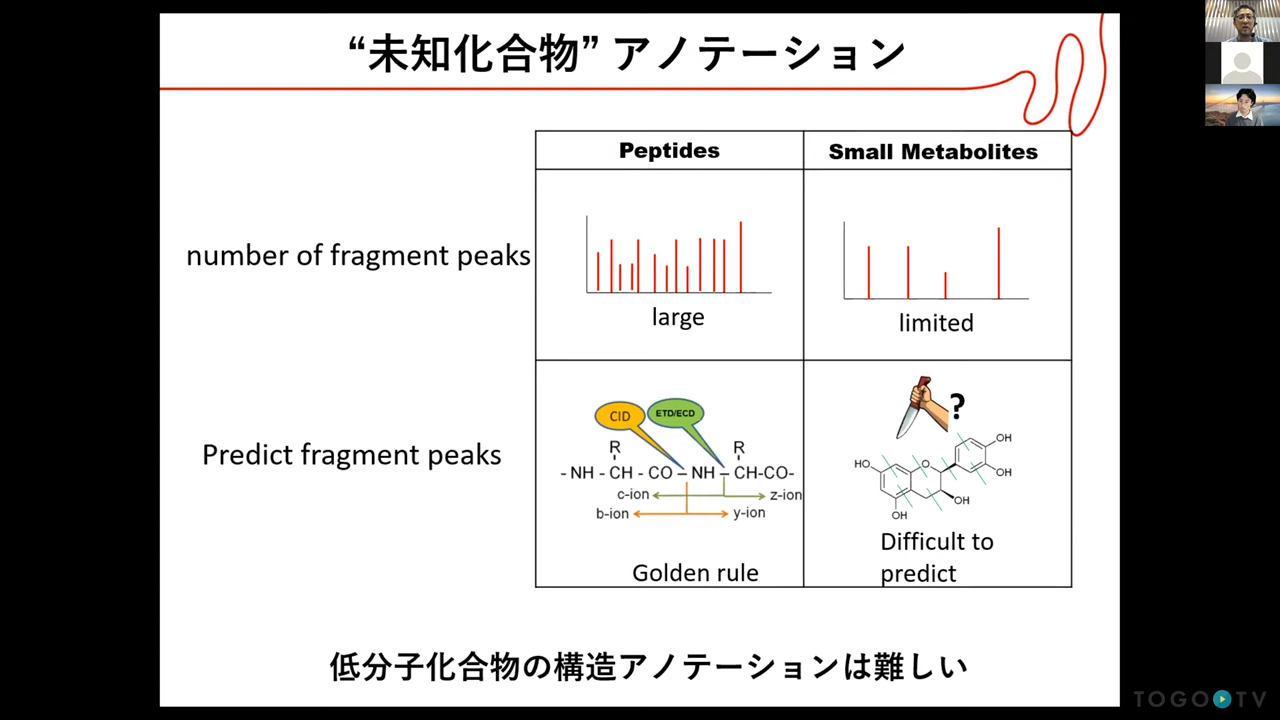 “未知化合物” アノテーション
Peptides
Small Metabolites
number of fragment peaks
large
limited
Predict fragment peaks
CID
ETD/ECD
R
R
- NH - CH - CO - NH - CH-CO-
c-ion
z-ion
b-ion
y-ion
Golden rule
?
OH
HO
O
OH
OH
OH
Difficult to
predict
低分子化合物の構造アノテーションは難しい
TOGO TV